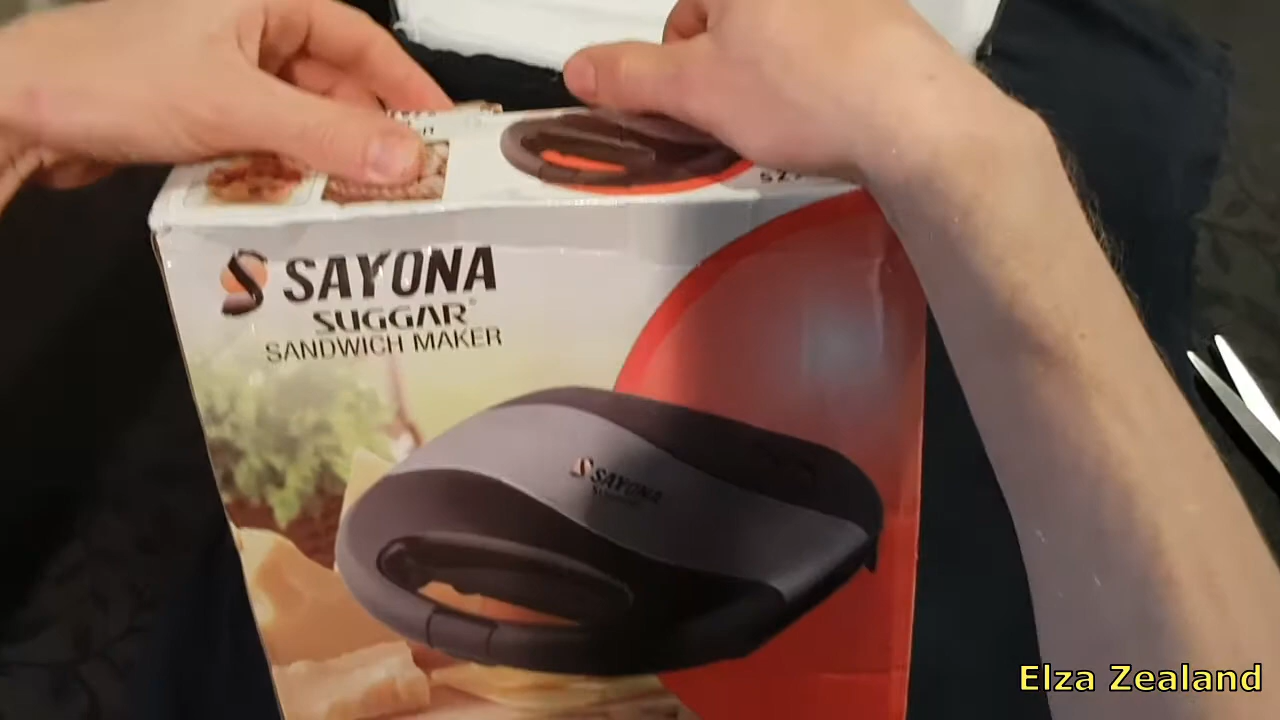 SAYONA
SUGGAR®
SANDWICH MAKER
SAYONA
Elza Zealand